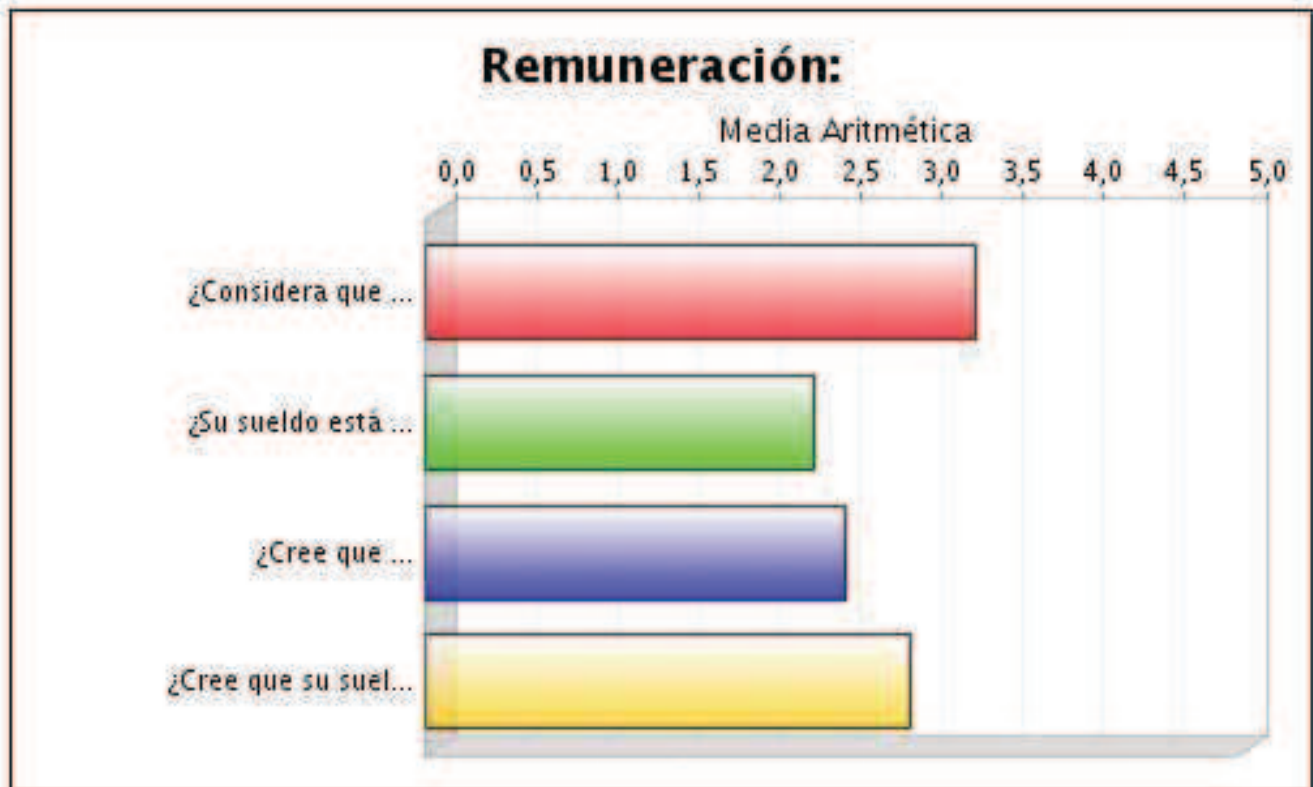 Remuneración:
Media Aritmética
0,0 0,5 1,0 1,5 2,0 2,5 3,0 3,5 4,0 4,5 5,0
¿Considera que ...
¿Su sueldo está ...
¿Cree que ...
¿Cree que su suel...